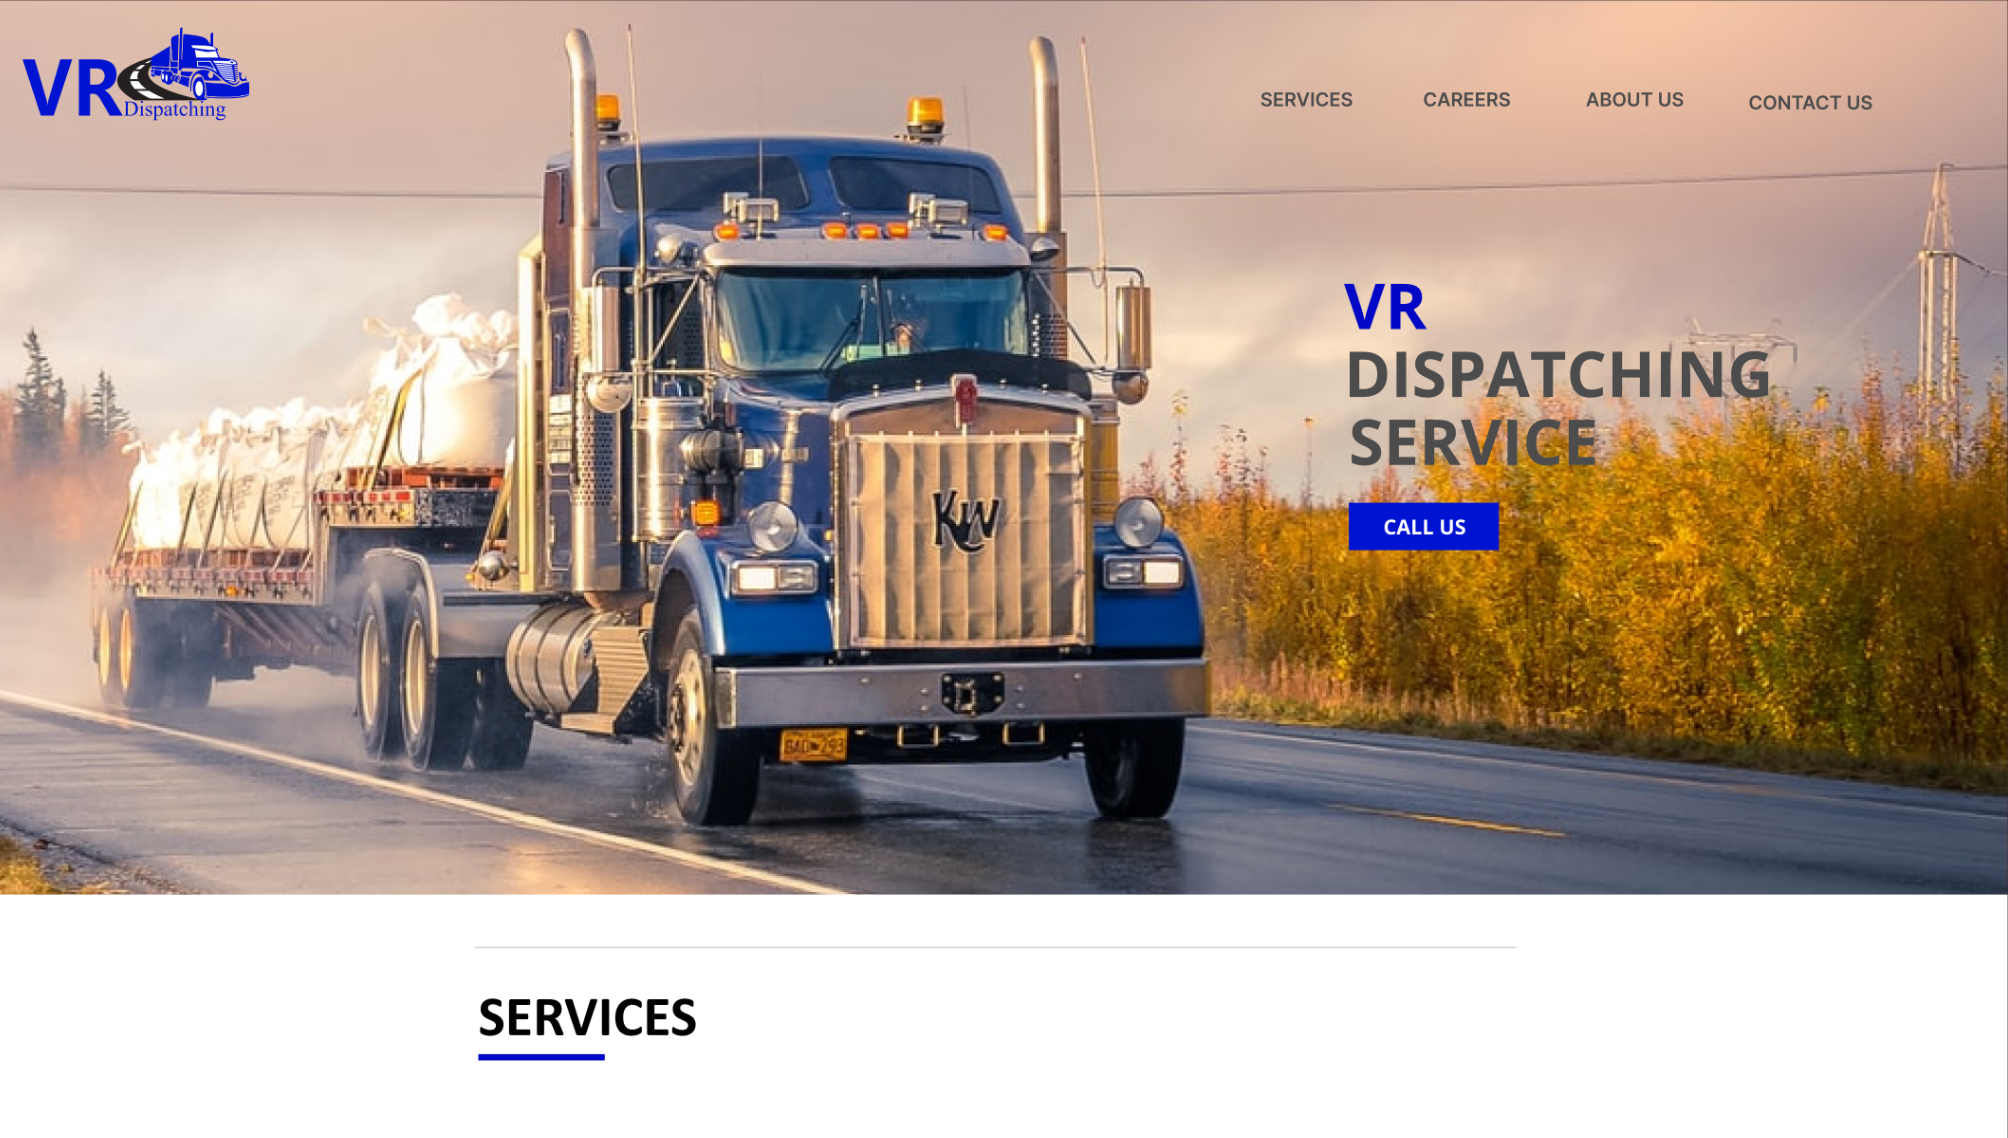 VR
Dispatching
SERVICES
CAREERS
ABOUT US
CONTACT US
VR
DISPATCHING
SERVICE
CALL US
KW
SERVICES